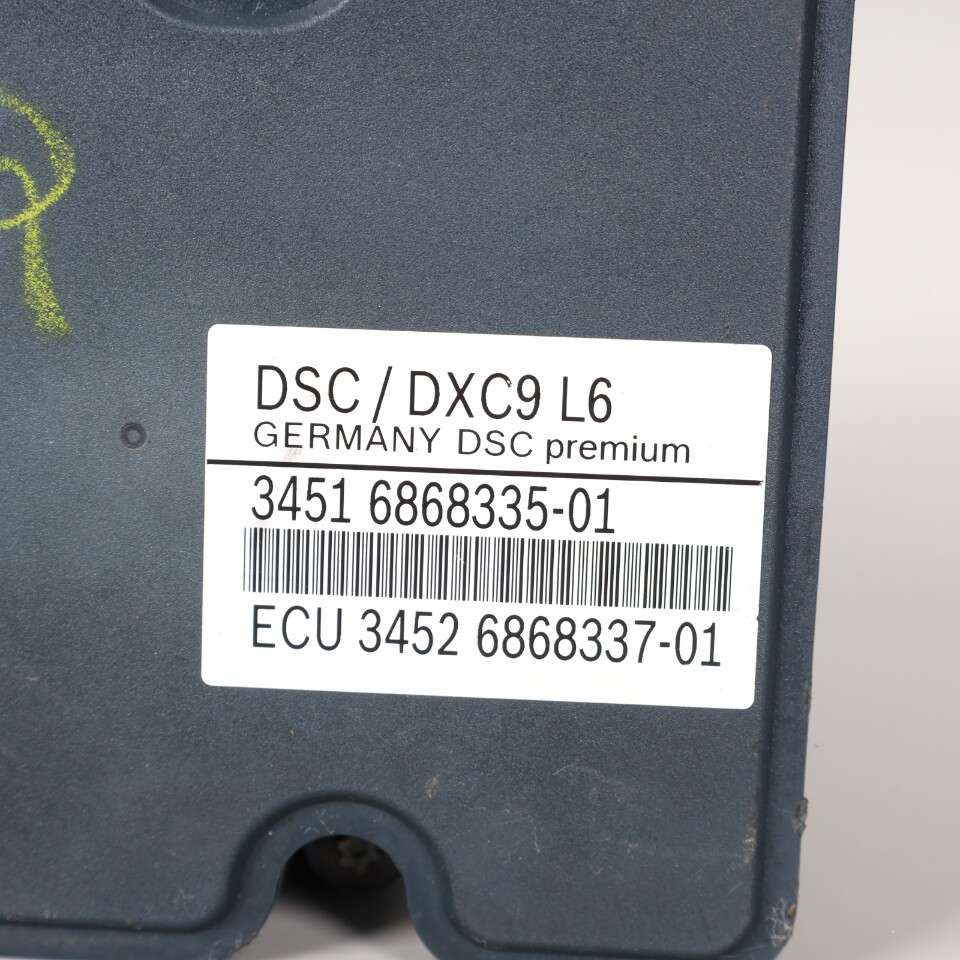 DSC / DXC9 L6
GERMANY DSC premium
3451 6868335-01
ECU 3452 6868337-01